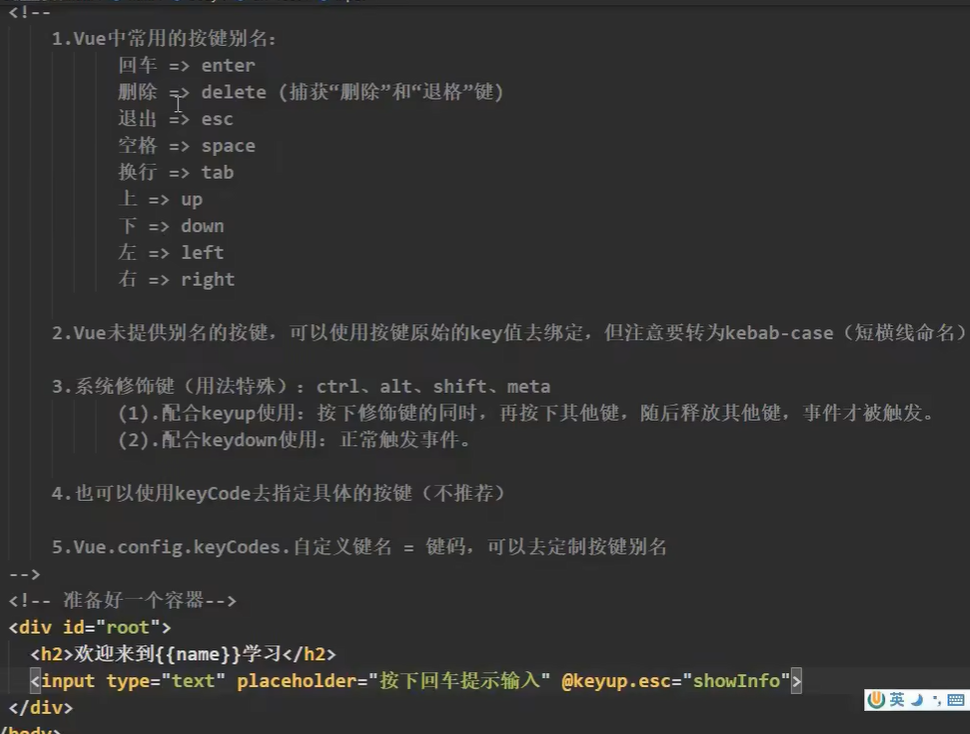 <!--
1.Vue中常用的按键别名:
回车 => enter
删除 => delete (捕获“删除”和“退格”键)
退出 => esc
空格 => space
换行 => tab
上 => up
下 => down
左 => left
右 => right
2.Vue未提供别名的按键，可以使用按键原始的key值去绑定，但注意要转为kebab-case（短横线命名）
3.系统修饰键（用法特殊）：ctrl、alt、shift、meta
(1).配合keyup使用：按下修饰键的同时，再按下其他键，随后释放其他键，事件才被触发。
(2).配合keydown使用：正常触发事件。
4.也可以使用keyCode去指定具体的按键（不推荐）
5.Vue.config.keyCodes.自定义键名 = 键码，可以去定制按键别名
-->
<!-- 准备好一个容器-->
<div id="root">
<h2>欢迎来到{{name}}学习</h2>
<input type="text" placeholder="按下回车提示输入" @keyup.esc="showInfo">
</div>
英